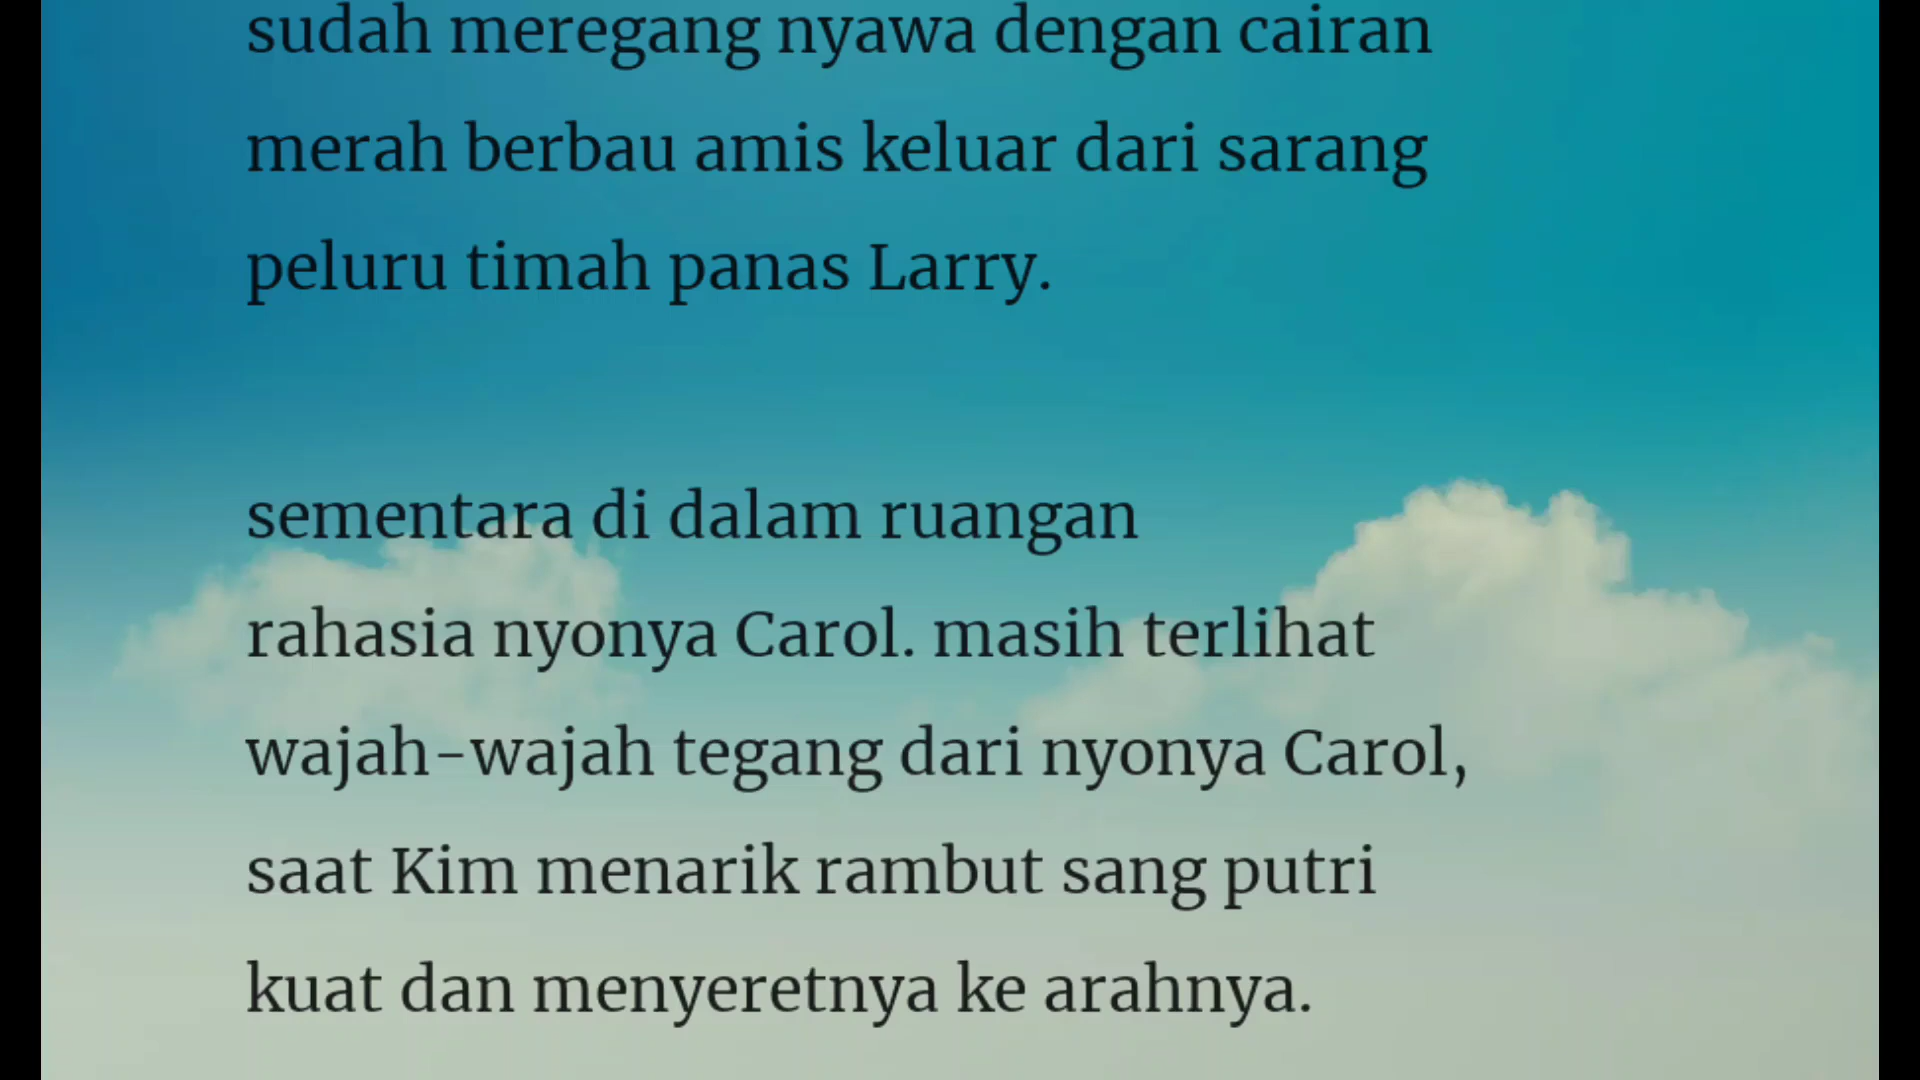 sudah meregang nyawa dengan cairan
merah berbau amis keluar dari sarang
peluru timah panas Larry.
sementara di dalam ruangan
rahasia nyonya Carol. masih terlihat
wajah-wajah tegang dari nyonya Carol,
saat Kim menarik rambut sang putri
kuat dan menyeretnya ke arahnya.